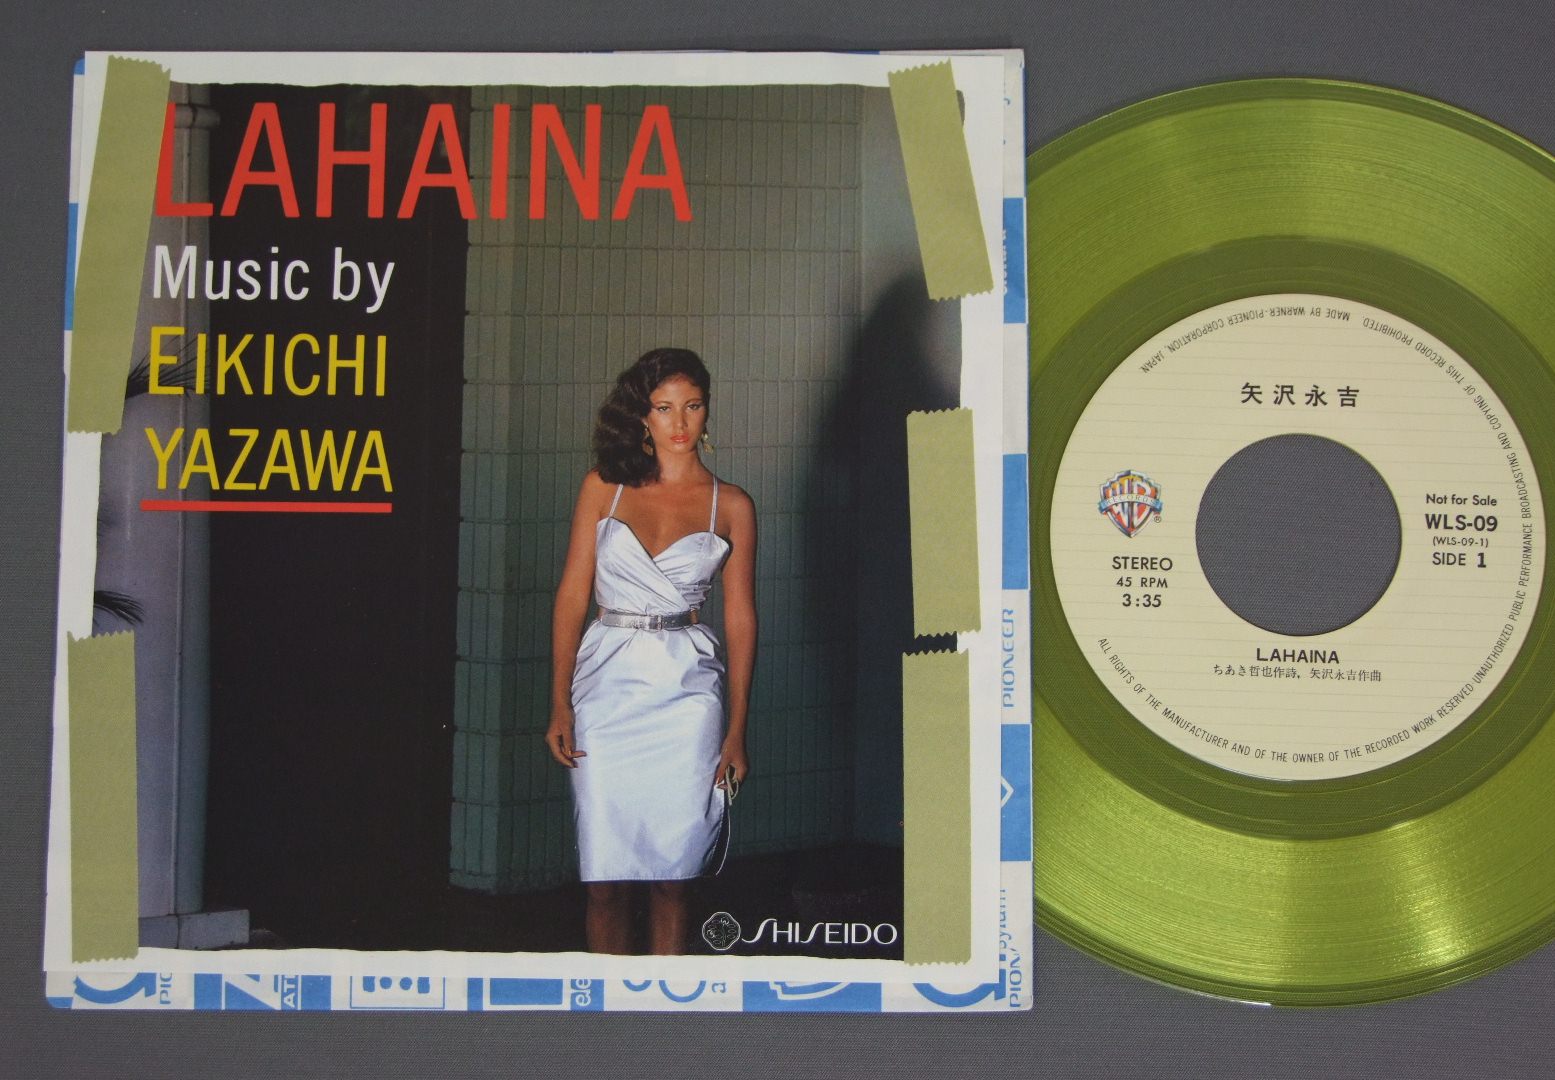 LAHAINA
Music by
EIKICHI
YAZAWA
SHISEIDO
PIONEER
MADE BY WARNER-PIONEER CORPORATION, JAPAN
矢沢永吉
RECORDS
®
STEREO
45 RPM
3:35
Not for Sale
WLS-09
(WLS-09-1)
SIDE 1
LAHAINA
ちあき哲也作詩, 矢沢永吉作曲
ALL RIGHTS OF THE MANUFACTURER AND OF THE OWNER OF THE RECORDED WORK RESERVED·UNAUTHORIZED PUBLIC PERFORMANCE BROADCASTING AND COPYING OF THIS RECORD PROHIBITED.